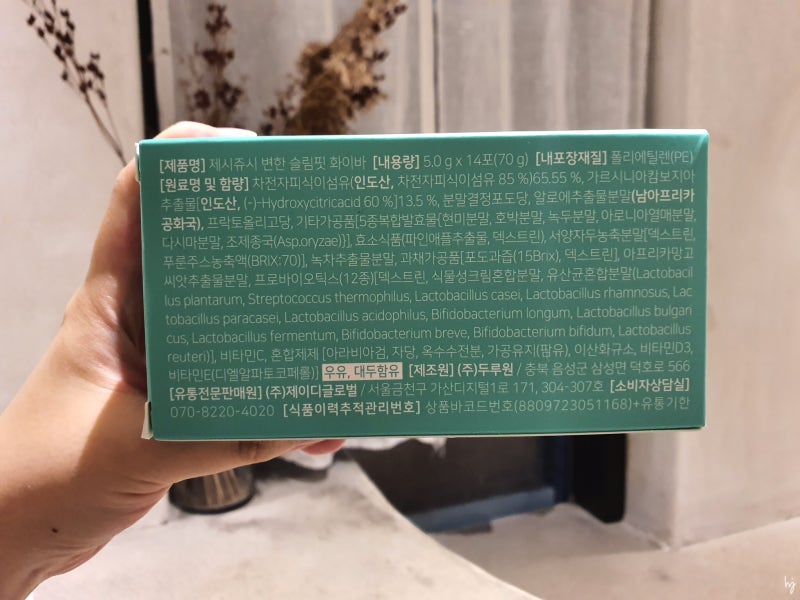 [제품명] 제시쥬시 변한 슬림핏 화이바 [내용량] 5.0 g x 14포(70 g) [내포장재질] 폴리에틸렌(PE)
[원료명 및 함량] 차전자피식이섬유(인도산, 차전자피식이섬유 85 %)65.55 %, 가르시니아캄보지아
추출물[인도산, (-)-Hydroxycitricacid 60 %]13.5 %, 분말결정포도당, 알로에추출물분말(남아프리카
공화국), 프락토올리고당, 기타가공품[5종복합발효물{현미분말, 호박분말, 녹두분말, 아로니아열매분말,
다시마분말, 조제종국(Asp.oryzae)}], 효소식품(파인애플추출물, 덱스트린), 서양자두농축분말[덱스트린,
푸룬주스농축액(BRIX:70)], 녹차추출물분말, 과채가공품[포도과즙(15Brix), 덱스트린], 아프리카망고
씨앗추출물분말, 프로바이오틱스(12종)[덱스트린, 식물성크림혼합분말, 유산균혼합분말(Lactobacil
lus plantarum, Streptococcus thermophilus, Lactobacillus casei, Lactobacillus rhamnosus, Lac
tobacillus paracasei, Lactobacillus acidophilus, Bifidobacterium longum, Lactobacillus bulgari
cus, Lactobacillus fermentum, Bifidobacterium breve, Bifidobacterium bifidum, Lactobacillus
reuteri)], 비타민C, 혼합제제 [아라비아검, 자당, 옥수수전분, 가공유지(팜유), 이산화규소, 비타민D3,
비타민E(디엘알파토코페롤)] 우유, 대두함유 [제조원] (주)두루원 / 충북 음성군 삼성면 덕호로 566
[유통전문판매원] (주)제이디글로벌 / 서울금천구 가산디지털1로 171, 304-307호 [소비자상담실]
070-8220-4020 [식품이력추적관리번호] 상품바코드번호(8809723051168)+유통기한
hj